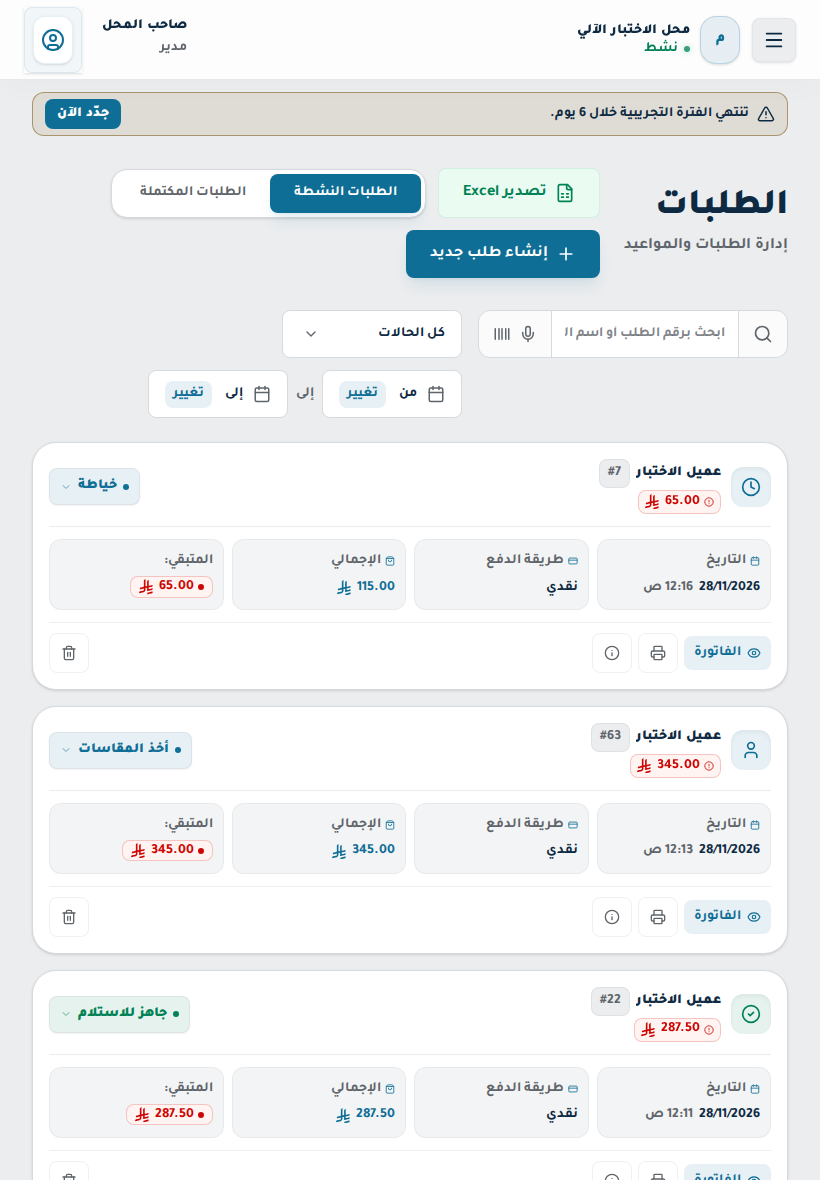 محل الاختبار الآلي
نشط
م
صاحب المحل
مدير
تنتهي الفترة التجريبية خلال 6 يوم.
جدّد الآن
الطلبات
إدارة الطلبات والمواعيد
تصدير Excel
الطلبات النشطة
الطلبات المكتملة
إنشاء طلب جديد
ابحث برقم الطلب او اسم ال
كل الحالات
من
تغيير
إلى
إلى
تغيير
عميل الاختبار
#7
65.00
خياطة
التاريخ
28/11/2026 12:16 ص
طريقة الدفع
نقدي
الإجمالي
115.00
المتبقي:
65.00
الفاتورة
عميل الاختبار
#63
345.00
أخذ المقاسات
التاريخ
28/11/2026 12:13 ص
طريقة الدفع
نقدي
الإجمالي
345.00
المتبقي:
345.00
الفاتورة
عميل الاختبار
#22
287.50
جاهز للاستلام
التاريخ
28/11/2026 12:11 ص
طريقة الدفع
نقدي
الإجمالي
287.50
المتبقي:
287.50
الفاتورة